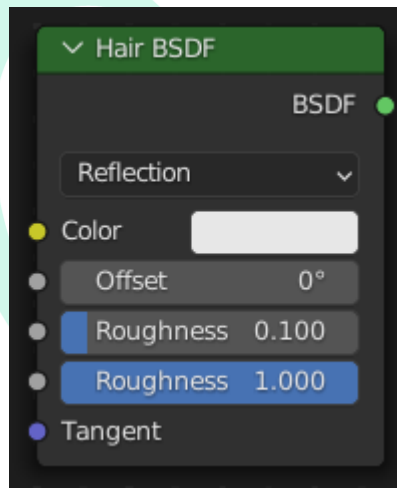 Hair BSDF
BSDF
Reflection
Color
Offset 0°
Roughness 0.100
Roughness 1.000
Tangent